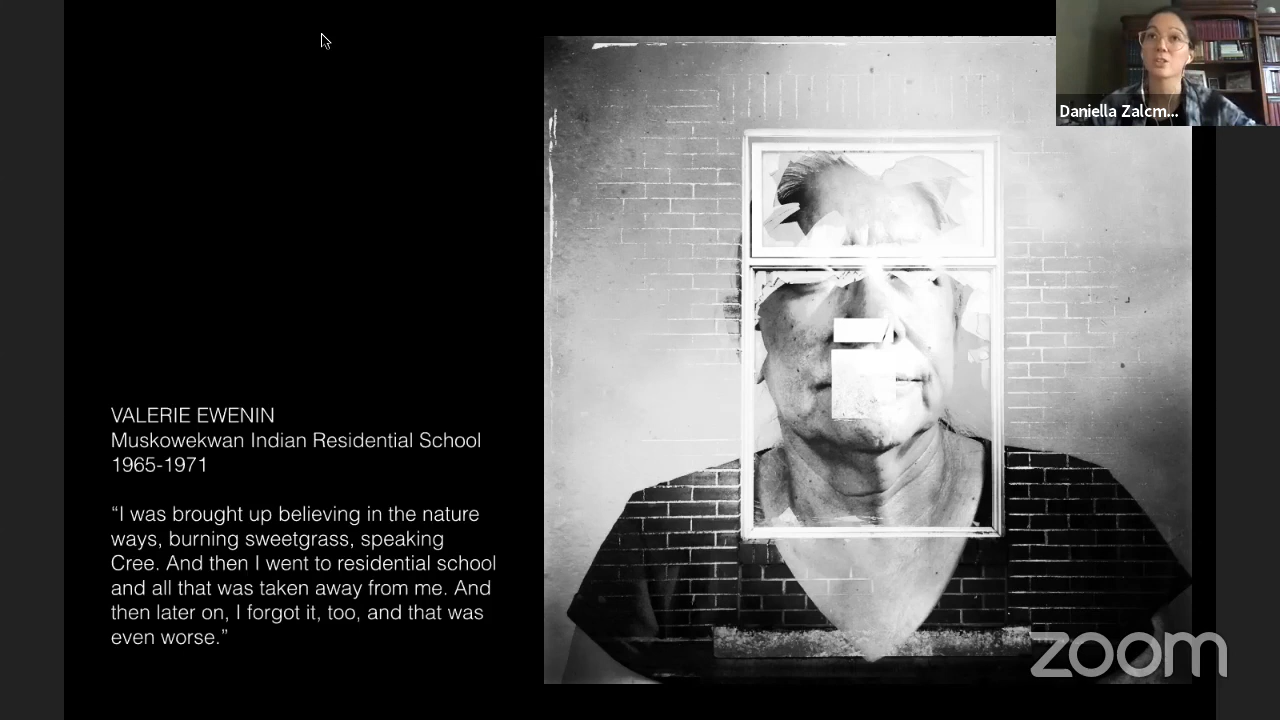 Daniella Zalcm...
VALERIE EWENIN
Muskowekwan Indian Residential School
1965-1971
“I was brought up believing in the nature
ways, burning sweetgrass, speaking
Cree. And then I went to residential school
and all that was taken away from me. And
then later on, I forgot it, too, and that was
even worse.”
zoom